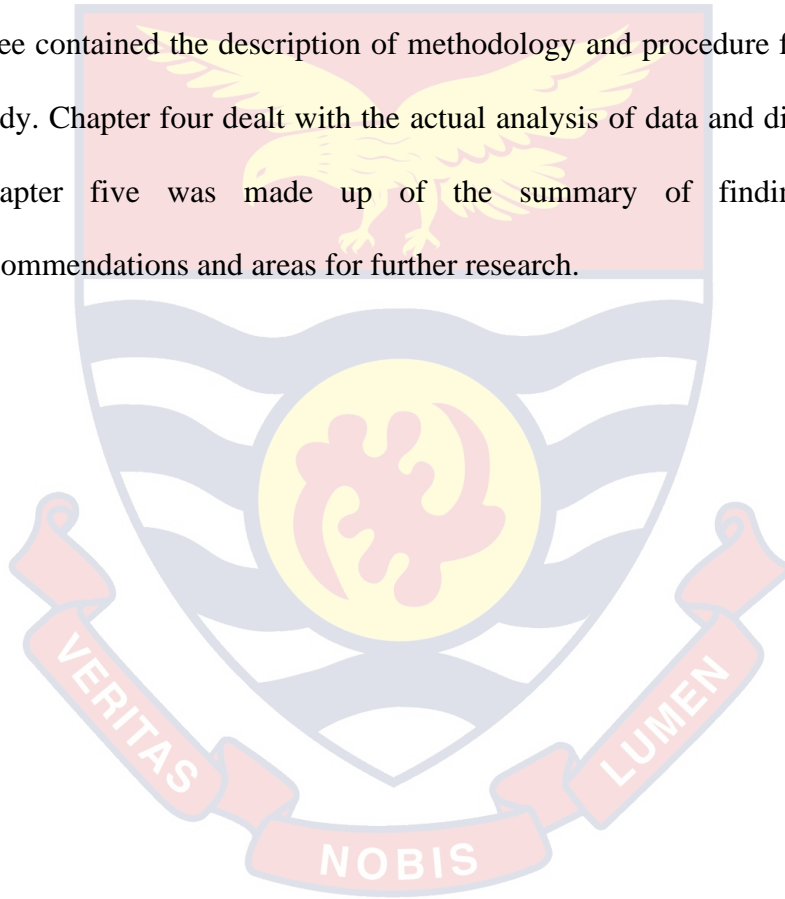 ee contained the description of methodology and procedure f
dy. Chapter four dealt with the actual analysis of data and di
apter five was made up of the summary of findin
ommendations and areas for further research.
VERITAS
NOBIS
LUMEN